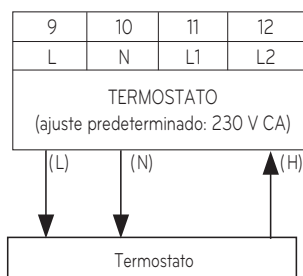 9 10 11 12
L N L1 L2
TERMOSTATO
(ajuste predeterminado: 230 V CA)
(L) (N) (H)
Termostato